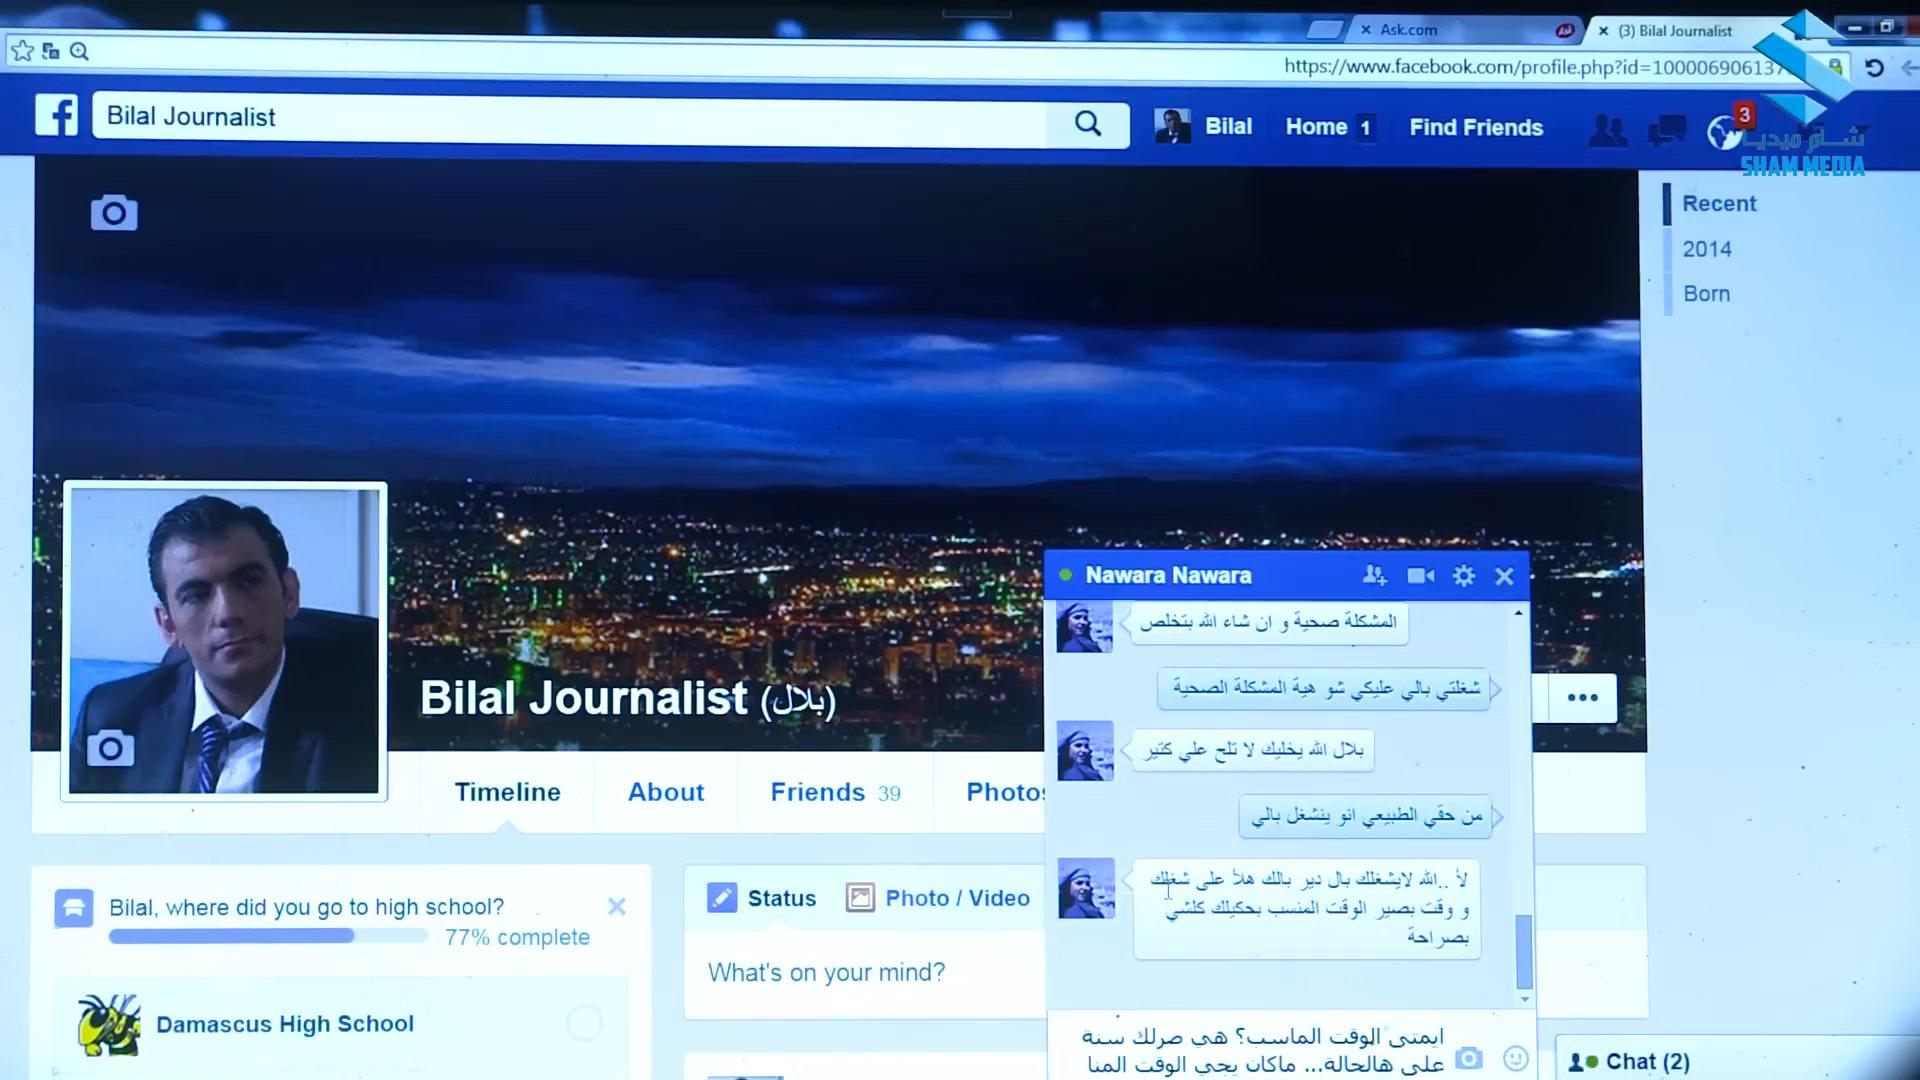 Ask.com
(3) Bilal Journalist
https://www.facebook.com/profile.php?id=10000690613
Bilal Journalist
Bilal
Home 1
Find Friends
3
شام ميديا
SHAM MEDIA
Recent
2014
Born
Bilal Journalist (بلال)
Timeline
About
Friends 39
Photos
Bilal, where did you go to high school?
77% complete
Damascus High School
Status
Photo / Video
What's on your mind?
Nawara Nawara
المشكلة صحية و ان شاء الله بتخلص
شغلتي بالي عليكي شو هية المشكلة الصحية
بلال الله يخليك لا تلح علي كتير
من حقي الطبيعي انو ينشغل بالي
لأ ..الله لايشغلك بال دير بالك هلأ على شغلك
و وقت بصير الوقت المنسب بحكيلك كلشي
بصراحة
ايمتى الوقت الماسب؟ هي صرلك سنة
على هالحالة... ماكان يجي الوقت المنا
Chat (2)